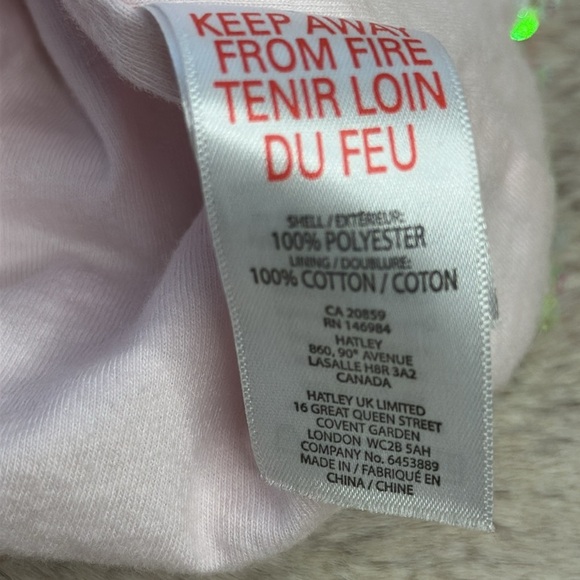 KEEP AWAY
FROM FIRE
TENIR LOIN
DU FEU
SHELL / EXTÉRIEUR:
100% POLYESTER
LINING / DOUBLURE:
100% COTTON / COTON
CA 20859
RN 146984
HATLEY
860, 90e AVENUE
LASALLE H8R 3A2
CANADA
HATLEY UK LIMITED
16 GREAT QUEEN STREET
COVENT GARDEN
LONDON WC2B 5AH
COMPANY No. 6453889
MADE IN / FABRIQUÉ EN
CHINA / CHINE